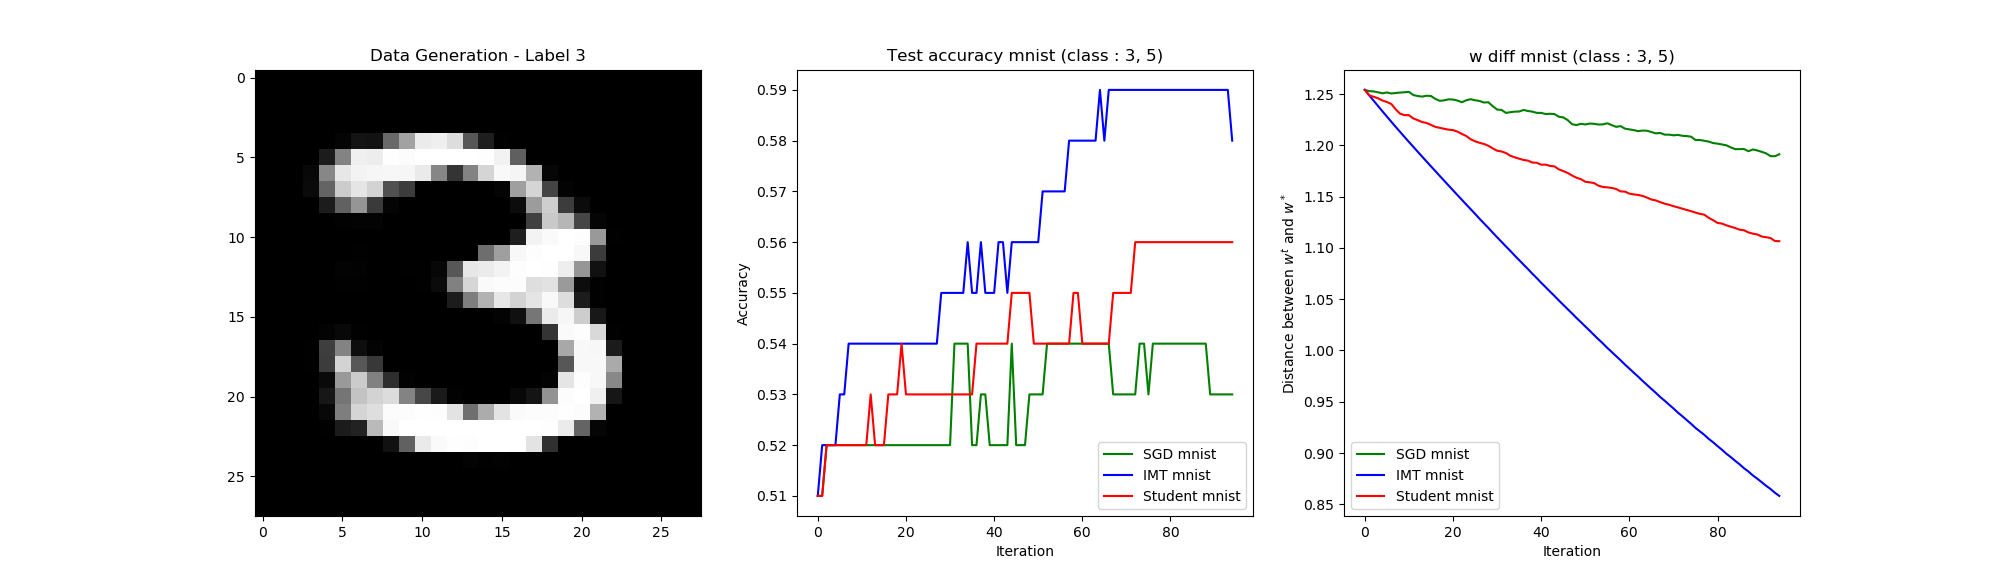 Data Generation - Label 3
0
5
10
15
20
25
0 5 10 15 20 25
Test accuracy mnist (class : 3, 5)
Accuracy
0.59
0.58
0.57
0.56
0.55
0.54
0.53
0.52
0.51
SGD mnist
IMT mnist
Student mnist
0 20 40 60 80
Iteration
w diff mnist (class : 3, 5)
Distance between w^t and w^*
1.25
1.20
1.15
1.10
1.05
1.00
0.95
0.90
0.85
SGD mnist
IMT mnist
Student mnist
0 20 40 60 80
Iteration